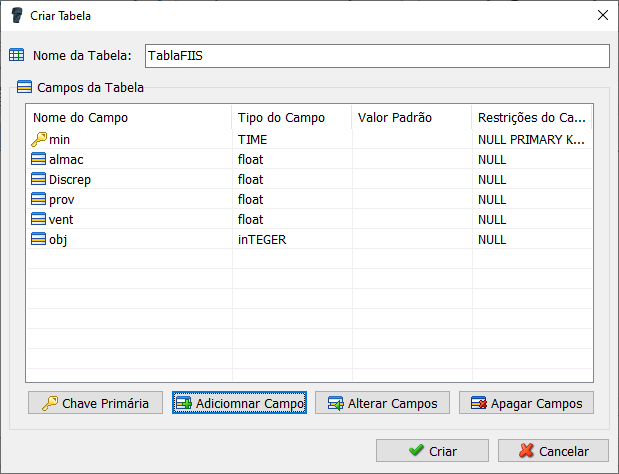 Criar Tabela
Nome da Tabela: TablaFIIS
Campos da Tabela
Nome do Campo Tipo do Campo Valor Padrão Restrições do Ca...
min TIME NULL PRIMARY K...
almac float NULL
Discrep float NULL
prov float NULL
vent float NULL
obj inTEGER NULL
Chave Primária Adiciomnar Campo Alterar Campos Apagar Campos
Criar Cancelar